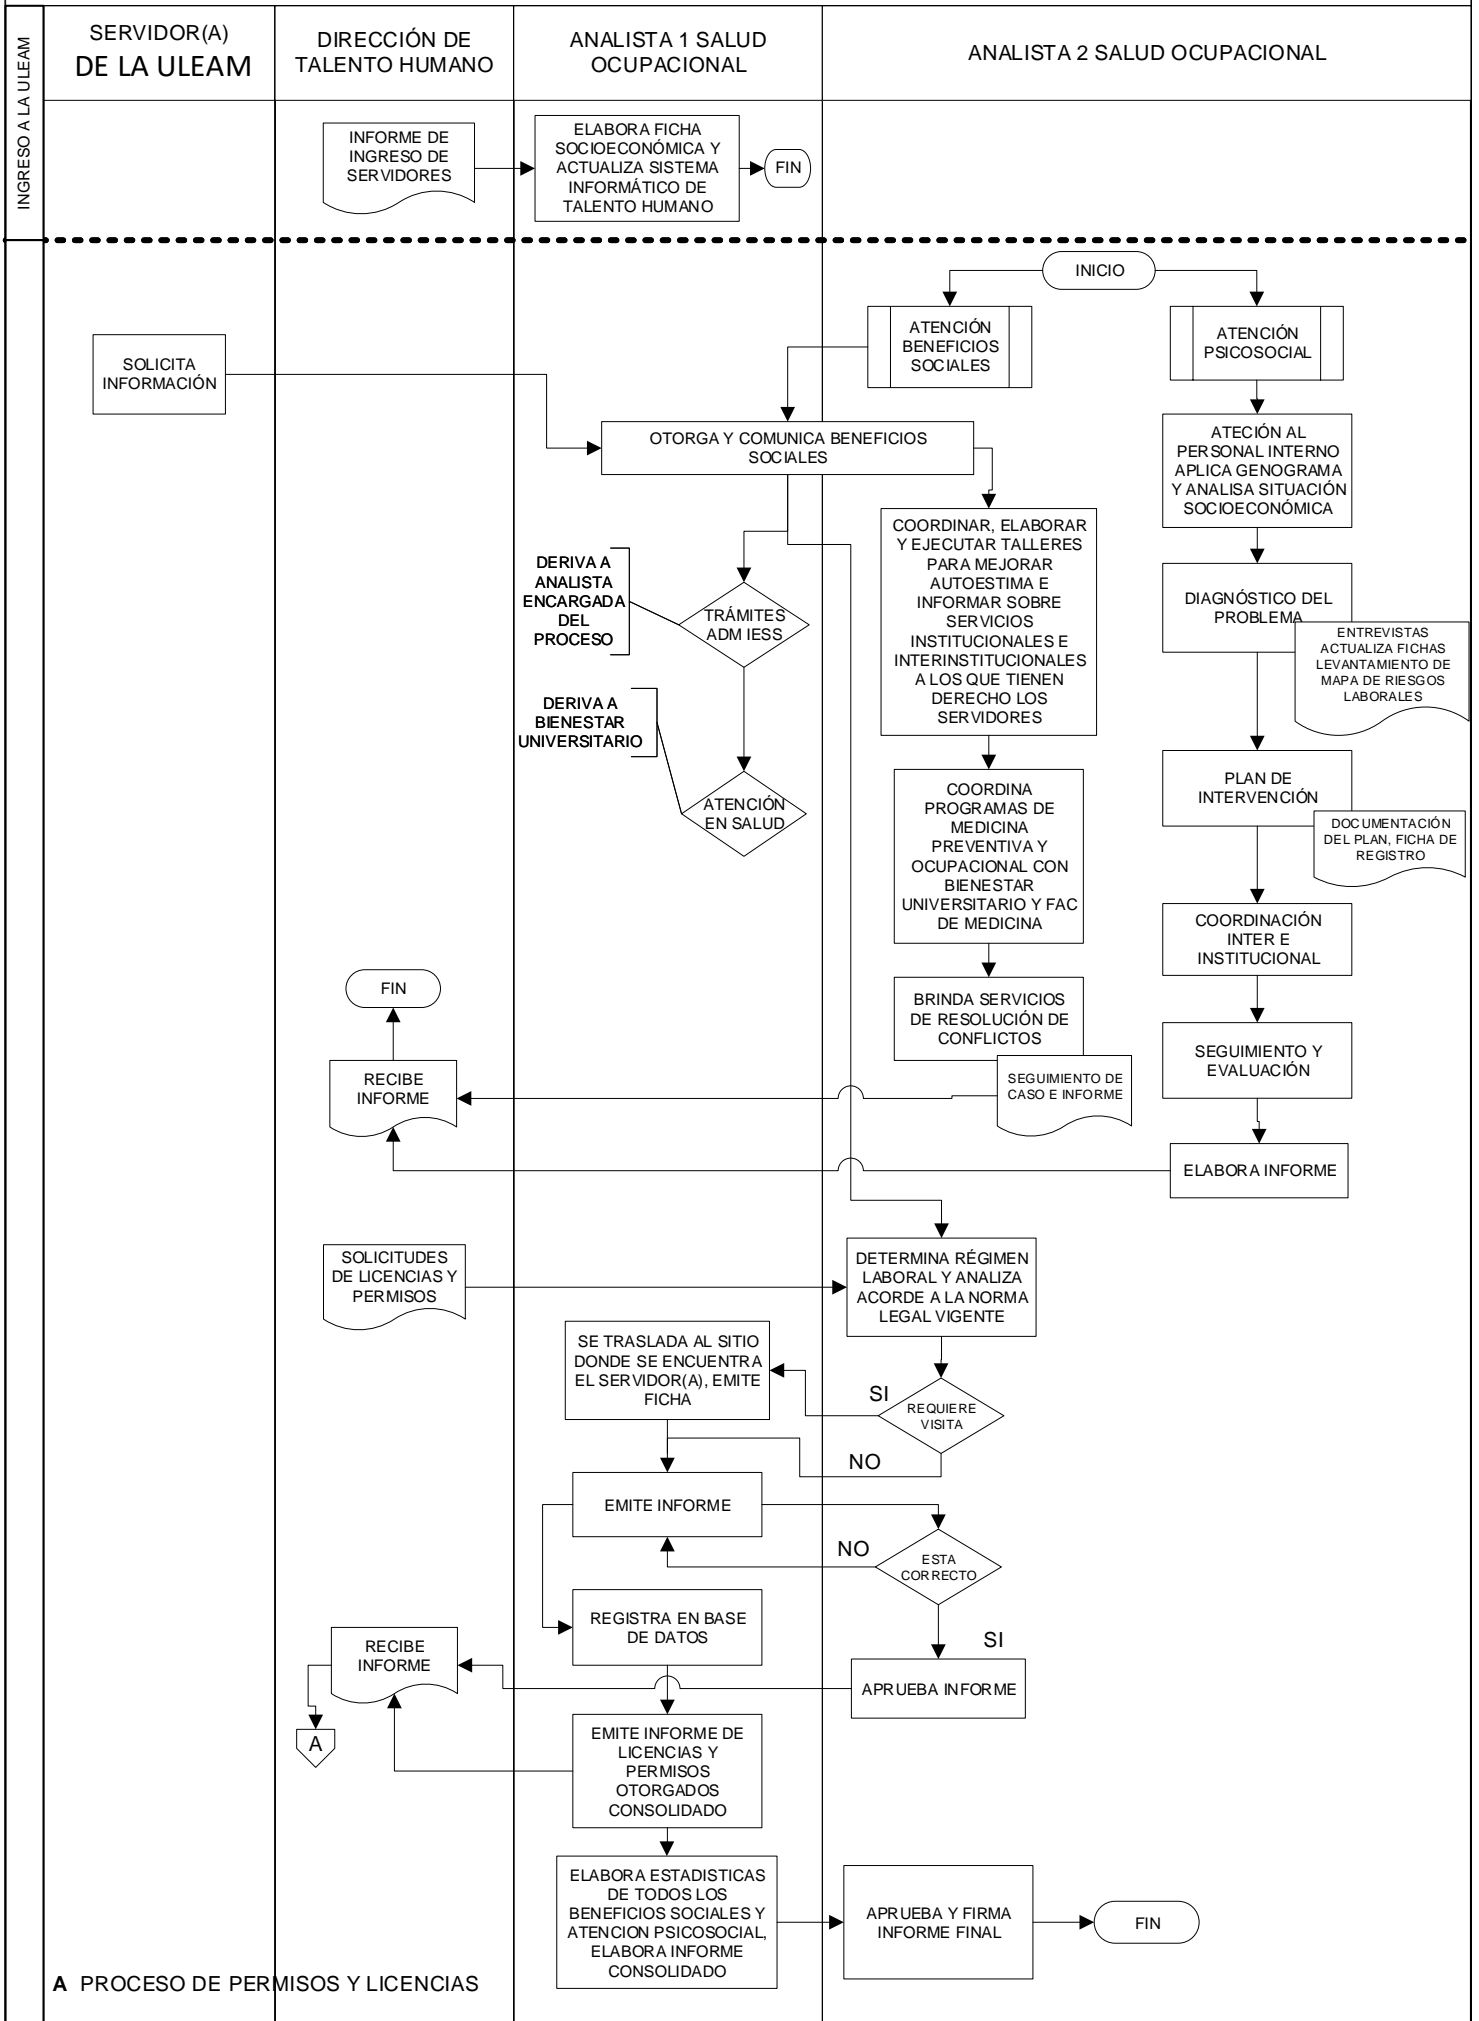 INGRESO A LA ULEAM
SERVIDOR(A)
DE LA ULEAM
DIRECCIÓN DE
TALENTO HUMANO
ANALISTA 1 SALUD
OCUPACIONAL
ANALISTA 2 SALUD OCUPACIONAL
INFORME DE
INGRESO DE
SERVIDORES
ELABORA FICHA
SOCIOECONÓMICA Y
ACTUALIZA SISTEMA
INFORMÁTICO DE
TALENTO HUMANO
FIN
INICIO
ATENCIÓN
BENEFICIOS
SOCIALES
ATENCIÓN
PSICOSOCIAL
SOLICITA
INFORMACIÓN
OTORGA Y COMUNICA BENEFICIOS
SOCIALES
ATECIÓN AL
PERSONAL INTERNO
APLICA GENOGRAMA
Y ANALISA SITUACIÓN
SOCIOECONÓMICA
COORDINAR, ELABORAR
Y EJECUTAR TALLERES
PARA MEJORAR
AUTOESTIMA E
INFORMAR SOBRE
SERVICIOS
INSTITUCIONALES E
INTERINSTITUCIONALES
A LOS QUE TIENEN
DERECHO LOS
SERVIDORES
DERIVA A
ANALISTA
ENCARGADA
DEL
PROCESO
TRÁMITES
ADM IESS
DIAGNÓSTICO DEL
PROBLEMA
ENTREVISTAS
ACTUALIZA FICHAS
LEVANTAMIENTO DE
MAPA DE RIESGOS
LABORALES
DERIVA A
BIENESTAR
UNIVERSITARIO
ATENCIÓN
EN SALUD
COORDINA
PROGRAMAS DE
MEDICINA
PREVENTIVA Y
OCUPACIONAL CON
BIENESTAR
UNIVERSITARIO Y FAC
DE MEDICINA
PLAN DE
INTERVENCIÓN
DOCUMENTACIÓN
DEL PLAN, FICHA DE
REGISTRO
COORDINACIÓN
INTER E
INSTITUCIONAL
FIN
BRINDA SERVICIOS
DE RESOLUCIÓN DE
CONFLICTOS
SEGUIMIENTO Y
EVALUACIÓN
RECIBE
INFORME
SEGUIMIENTO DE
CASO E INFORME
ELABORA INFORME
SOLICITUDES
DE LICENCIAS Y
PERMISOS
DETERMINA RÉGIMEN
LABORAL Y ANALIZA
ACORDE A LA NORMA
LEGAL VIGENTE
SE TRASLADA AL SITIO
DONDE SE ENCUENTRA
EL SERVIDOR(A), EMITE
FICHA
SI
REQUIERE
VISITA
NO
EMITE INFORME
NO
ESTA
CORRECTO
REGISTRA EN BASE
DE DATOS
SI
RECIBE
INFORME
APRUEBA INFORME
A
EMITE INFORME DE
LICENCIAS Y
PERMISOS
OTORGADOS
CONSOLIDADO
ELABORA ESTADISTICAS
DE TODOS LOS
BENEFICIOS SOCIALES Y
ATENCION PSICOSOCIAL,
ELABORA INFORME
CONSOLIDADO
APRUEBA Y FIRMA
INFORME FINAL
FIN
A PROCESO DE PERMISOS Y LICENCIAS